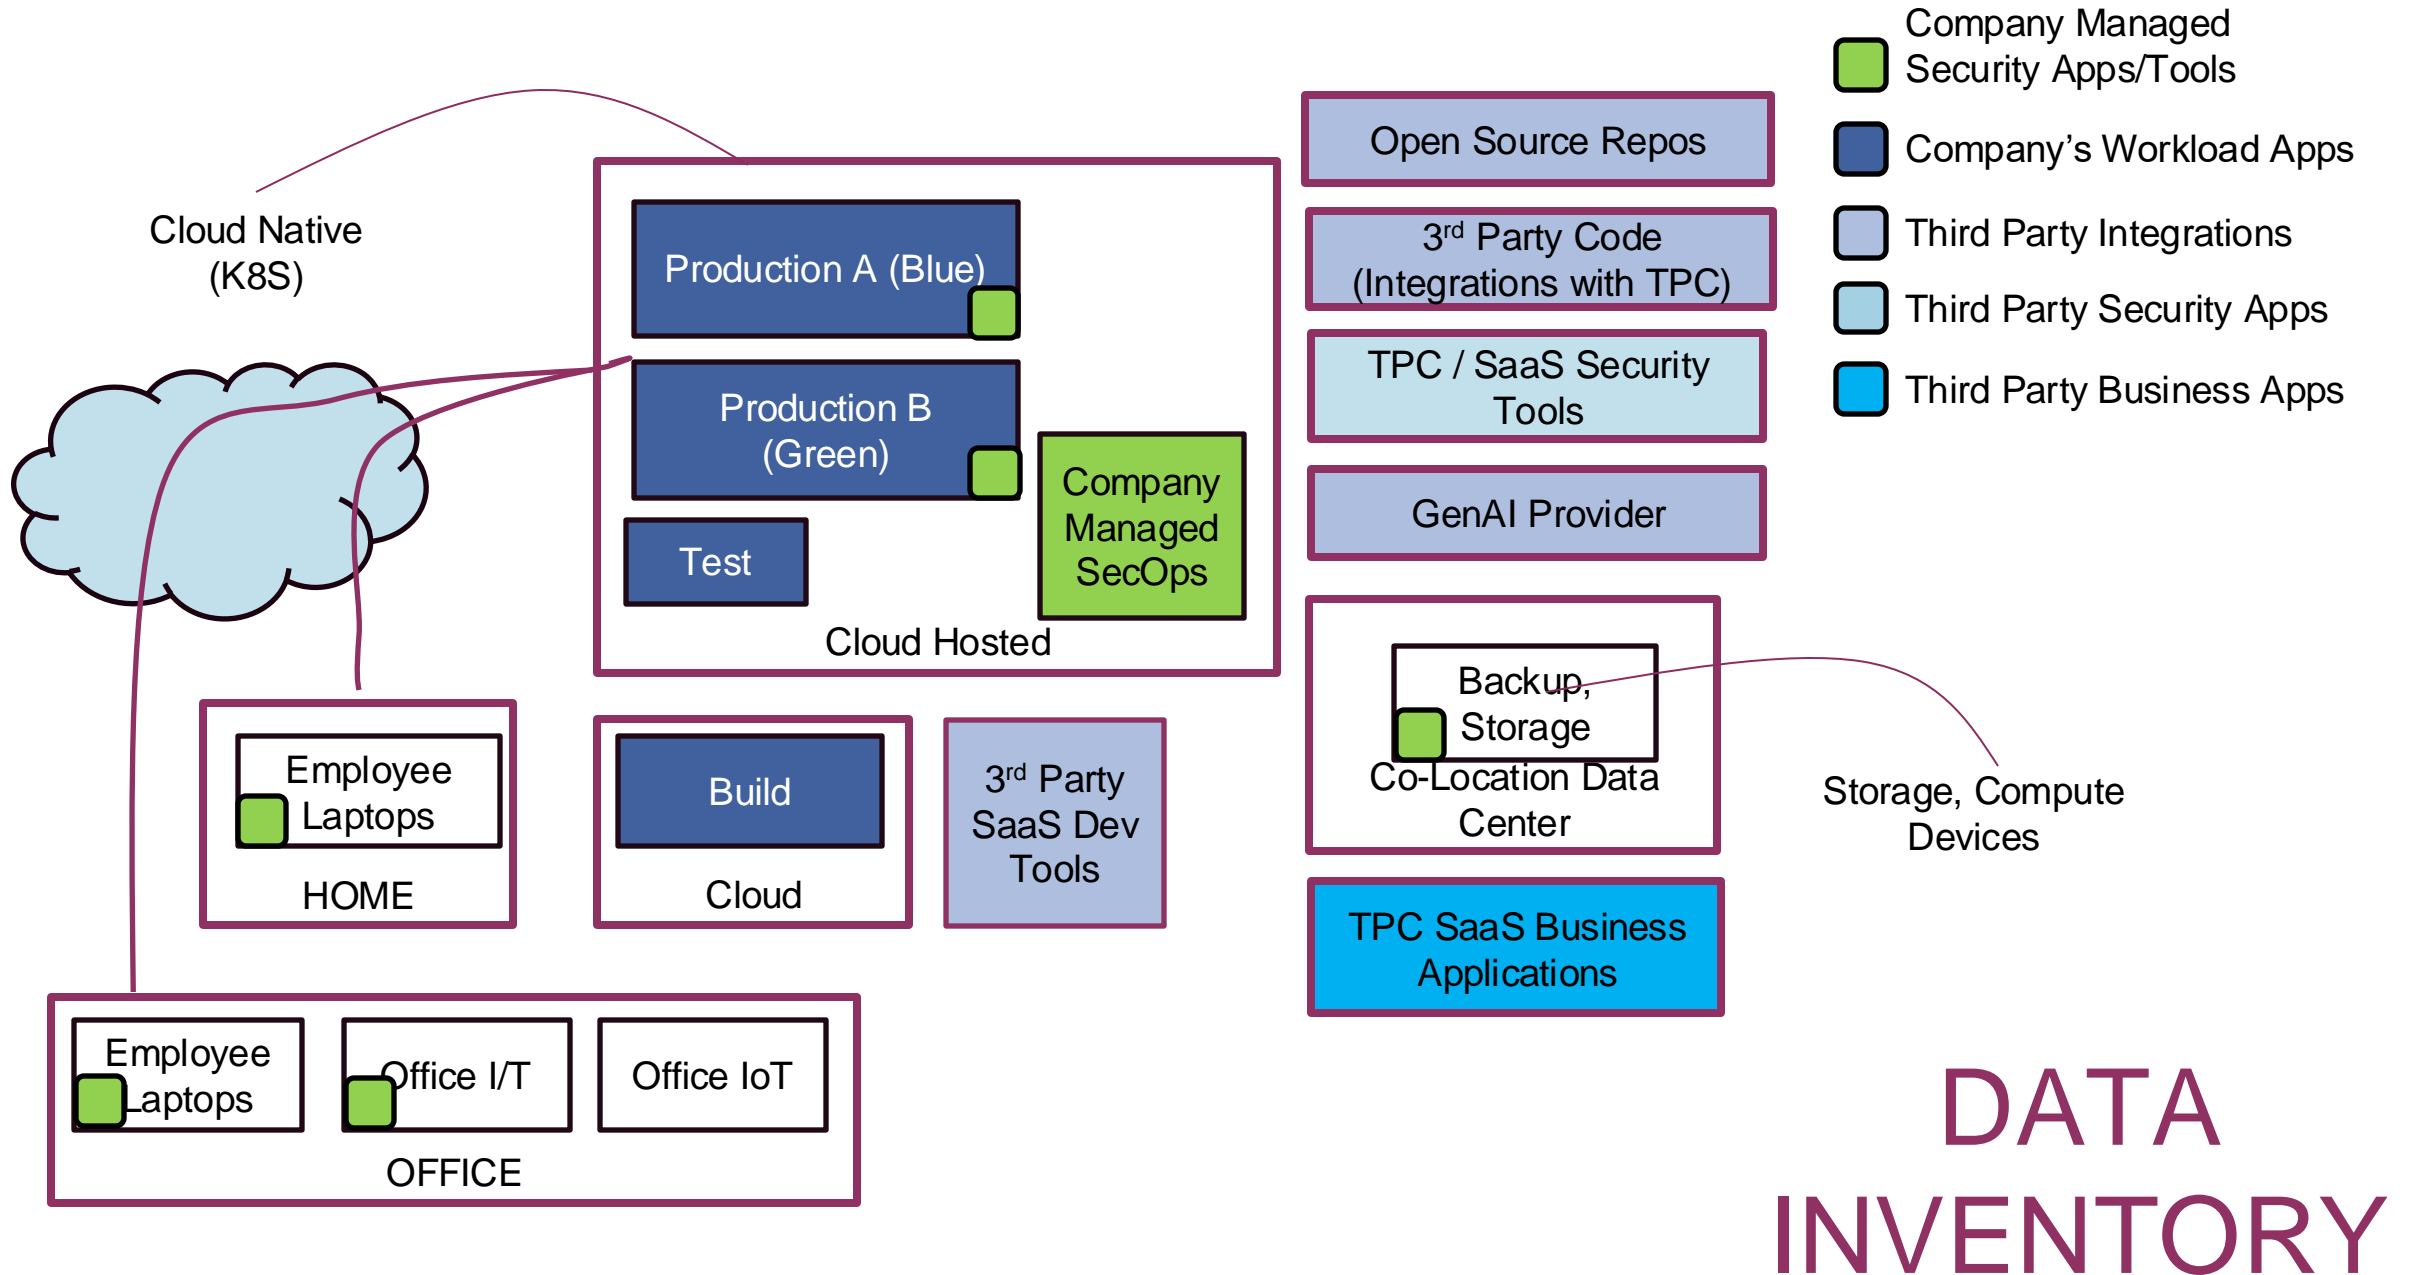 Company Managed
Security Apps/Tools
Company’s Workload Apps
Third Party Integrations
Third Party Security Apps
Third Party Business Apps
Cloud Native
(K8S)
Production A (Blue)
Production B
(Green)
Test
Company
Managed
SecOps
Cloud Hosted
Open Source Repos
3rd Party Code
(Integrations with TPC)
TPC / SaaS Security
Tools
GenAI Provider
Backup,
Storage
Co-Location Data
Center
Storage, Compute
Devices
TPC SaaS Business
Applications
Employee
Laptops
HOME
Build
Cloud
3rd Party
SaaS Dev
Tools
Employee
Laptops
Office I/T
Office IoT
OFFICE
DATA
INVENTORY